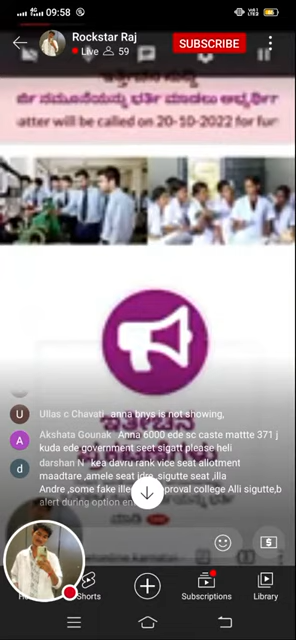 09:58
Rockstar Raj
Live 59
SUBSCRIBE
ಇತ್ತೀಚಿನ ಸುದ್ದಿ
ರ್ಜಿ ನಮೂನೆಯನ್ನು ಭರ್ತಿ ಮಾಡಲು ಅಭ್ಯರ್ಥಿಗ
atter will be called on 20-10-2022 for fur
ಇತ್ತೀಚಿನ
U Ullas c Chavati anna bnys is not showing,
A Akshata Gounak Anna 6000 ede sc caste mattte 371 j
kuda ede government seet sigatt please heli
d darshan N kea davru rank vice seat allotment
maadtare ,amele seat idre ,sigutte seat ,illa
Andre ,some fake
college Alli sigutte,b
alert during option en
ಮಾಡಿ
Shorts
Subscriptions
Library